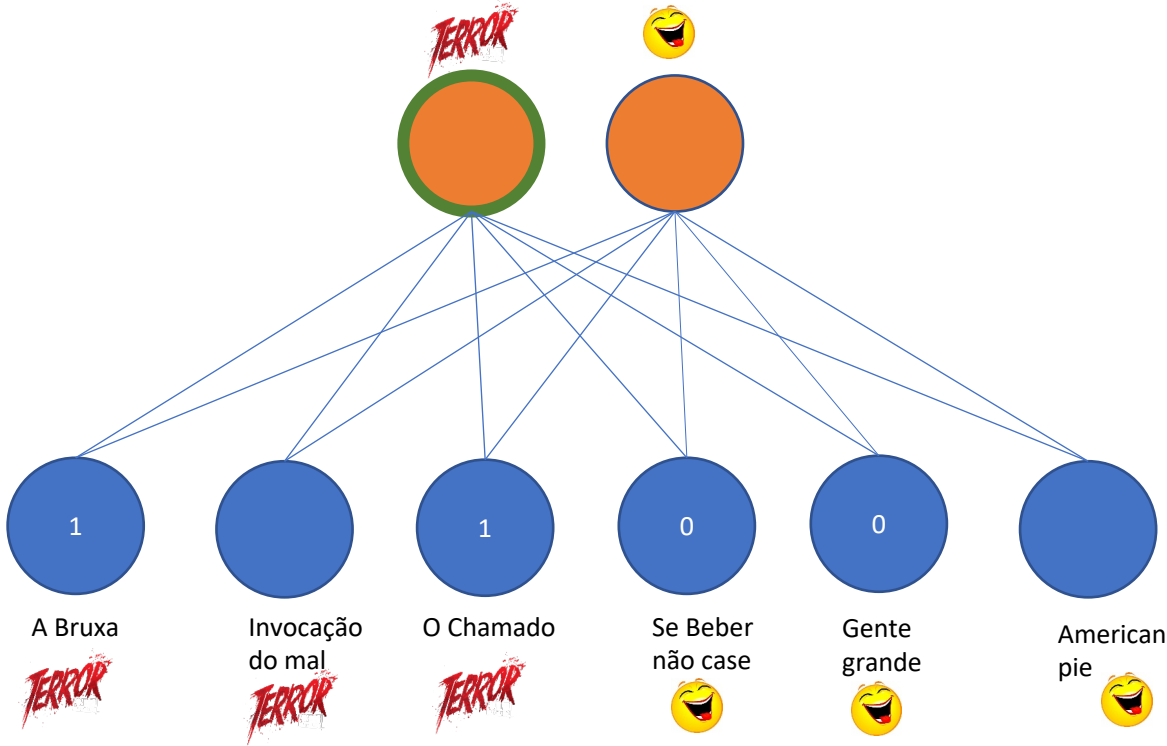 TERROR
1
1
0
0
A Bruxa
Invocação
do mal
O Chamado
Se Beber
não case
Gente
grande
American
pie
TERROR
TERROR
TERROR